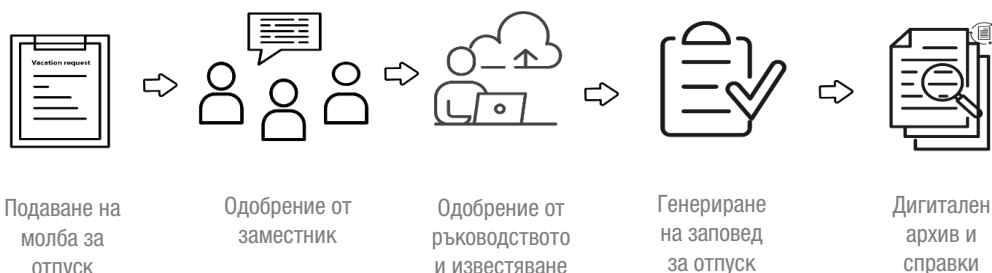 Vacation request
Подаване на
молба за
отпуск
Одобрение от
заместник
Одобрение от
ръководството
и известяване
Генериране
на заповед
за отпуск
Дигитален
архив и
справки